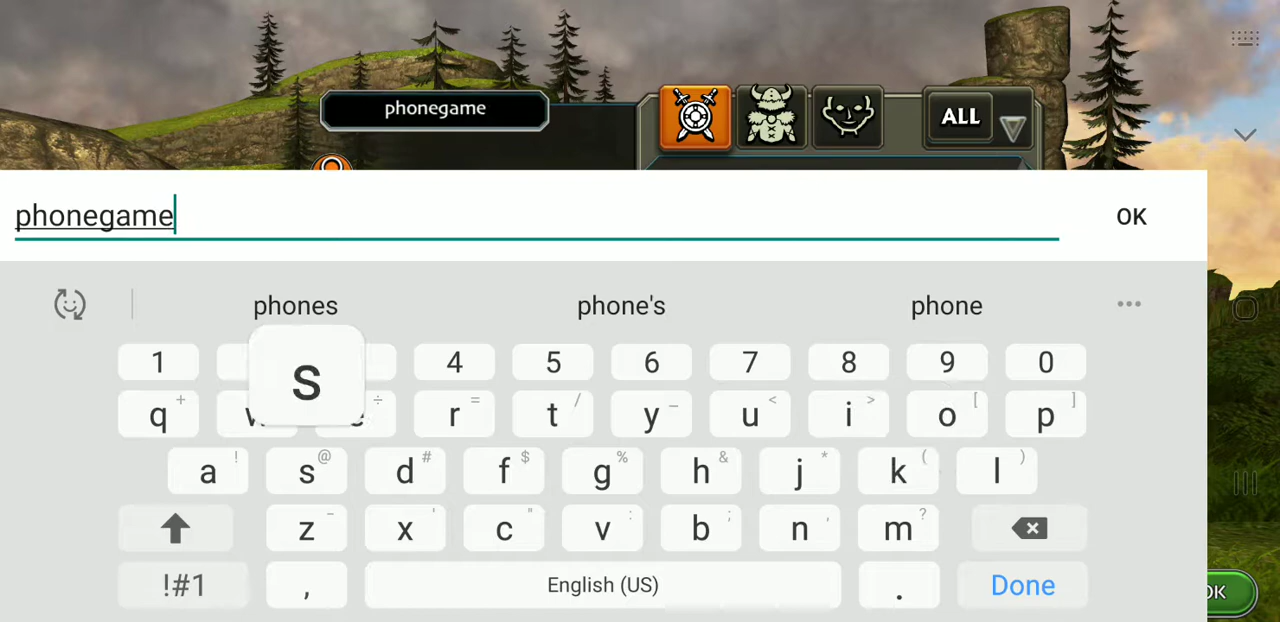 phonegame
ALL
phonegame
OK
phones phone's phone •••
1 4 5 6 7 8 9 0
s
q + r = t / y – u < i > o [ p ]
÷
a ! s @ d # f $ g % h & j * k ( l )
z - x ' c " v : b ; n , m ?
!#1 , English (US) . Done
OK